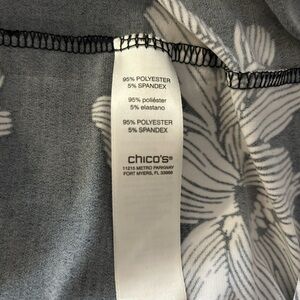 95% POLYESTER
5% SPANDEX
95% poliéster
5% elastano
95% POLYESTER
5% SPANDEX
chico's®
11215 METRO PARKWAY
FORT MYERS, FL 33966